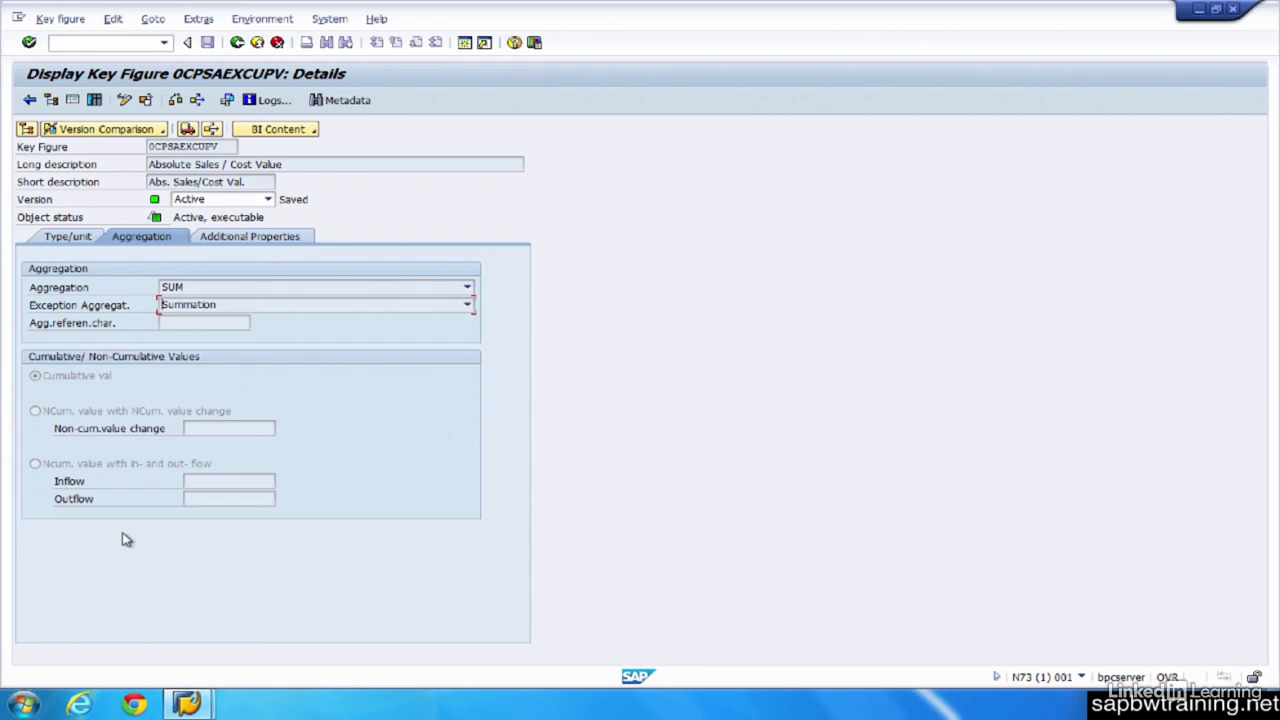 Key figure Edit Goto Extras Environment System Help
Display Key Figure 0CPSAEXCUPV: Details
Logs... Metadata
Version Comparison BI Content
Key Figure 0CPSAEXCUPV
Long description Absolute Sales / Cost Value
Short description Abs. Sales/Cost Val.
Version Active Saved
Object status Active, executable
Type/unit Aggregation Additional Properties
Aggregation
Aggregation SUM
Exception Aggregat. Summation
Agg.referen.char.
Cumulative/ Non-Cumulative Values
Cumulative val
NCum. value with NCum. value change
Non-cum.value change
Ncum. value with in- and out- flow
Inflow
Outflow
SAP N73 (1) 001 bpcserver OVR
LinkedIn Learning
sapbwtraining.net